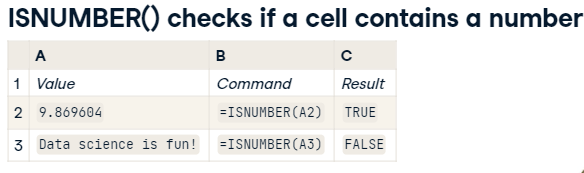 ISNUMBER() checks if a cell contains a number
A B C
1 Value Command Result
2 9.869604 =ISNUMBER(A2) TRUE
3 Data science is fun! =ISNUMBER(A3) FALSE